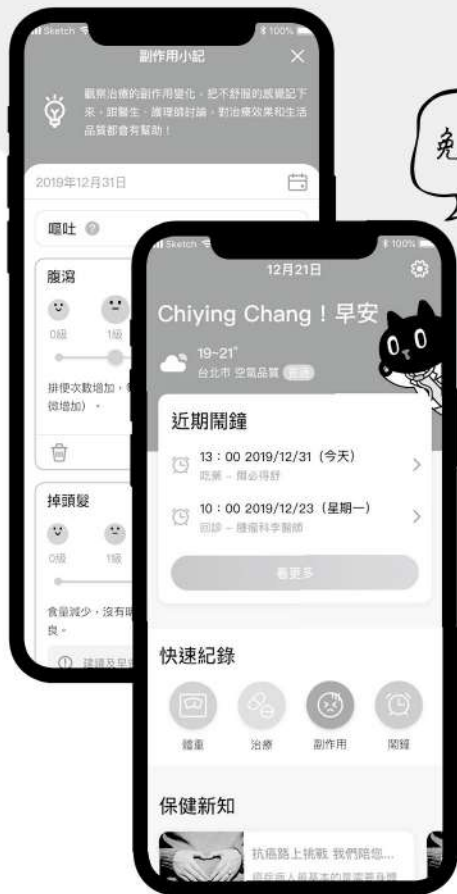 Sketch
100%
副作用小記
觀察治療的副作用變化，把不舒服的感覺記下
來，跟醫生、護理師討論，對治療效果和生活
品質都會有幫助！
2019年12月31日
嘔吐 ?
腹瀉
0級 1級
排便次數增加，
微增加）。
掉頭髮
0級 1級
食量減少，沒有
良。
建議及早
免
Sketch
100%
12月21日
Chiying Chang！早安
19~21°
台北市 空氣品質 普通
近期鬧鐘
13：00 2019/12/31（今天）
吃藥 – 爾必得舒
10：00 2019/12/23（星期一）
回診 – 腫瘤科李醫師
看更多
快速紀錄
體重 治療 副作用 鬧鐘
保健新知
抗癌路上挑戰 我們陪您...